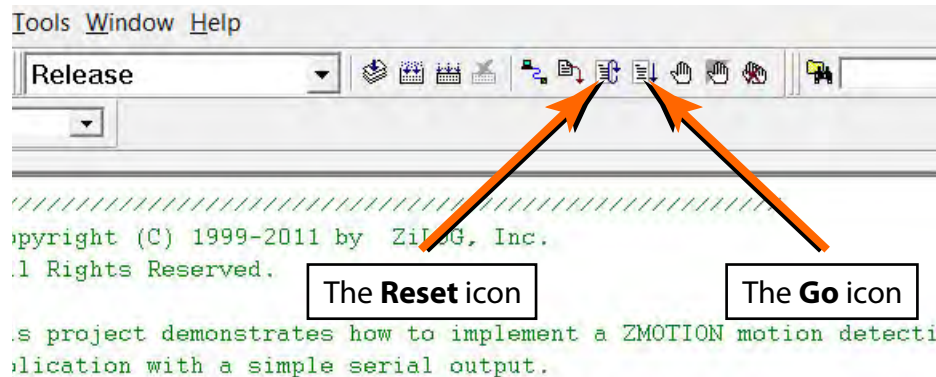 Tools Window Help
Release
//////////////////////////////////////////////////
opyright (C) 1999-2011 by ZiLOG, Inc.
ll Rights Reserved.
The Reset icon
The Go icon
s project demonstrates how to implement a ZMOTION motion detecti
lication with a simple serial output.